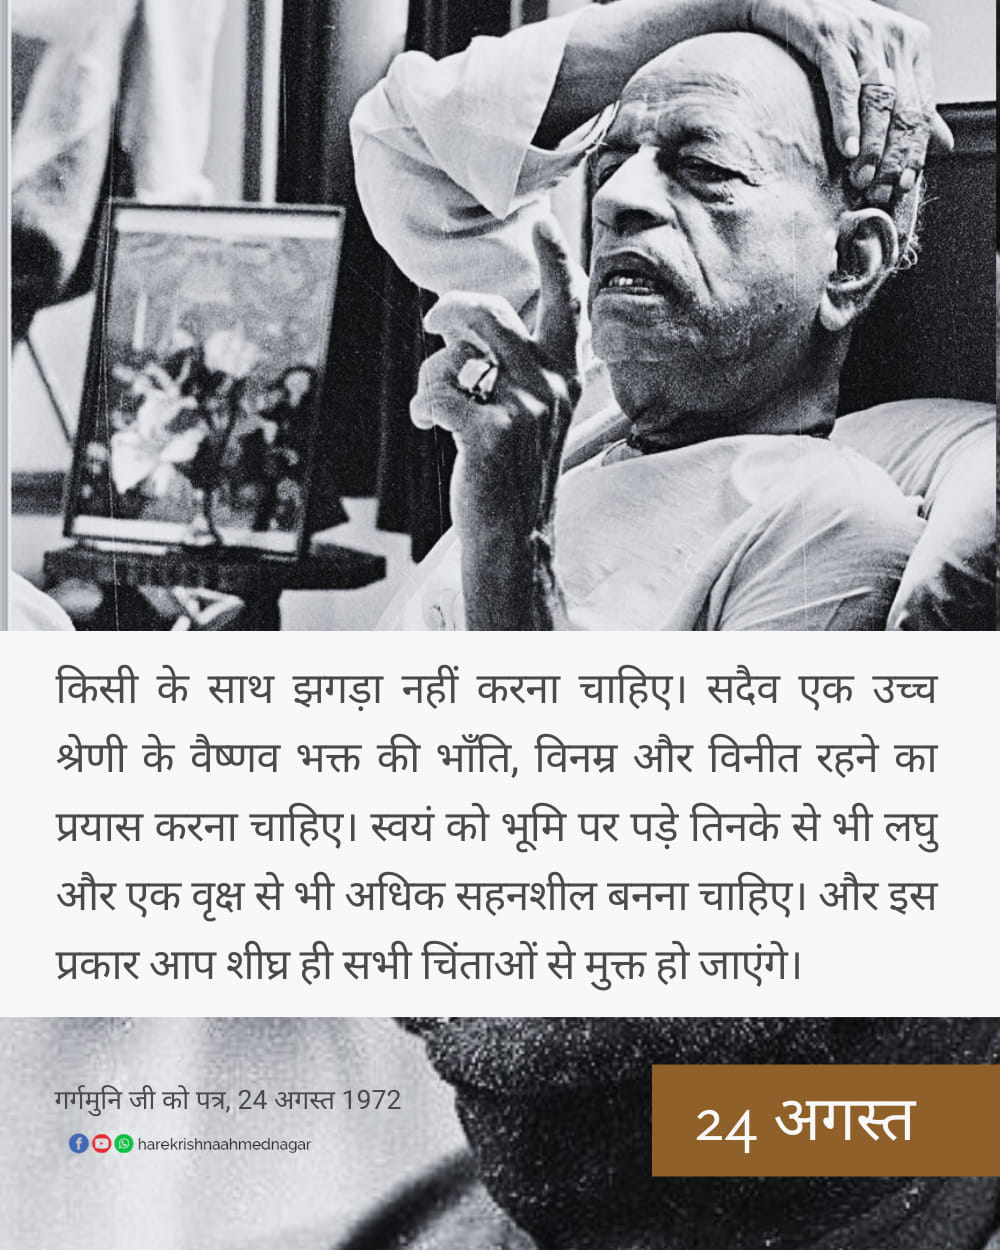 किसी के साथ झगड़ा नहीं करना चाहिए। सदैव एक उच्च
श्रेणी के वैष्णव भक्त की भाँति, विनम्र और विनीत रहने का
प्रयास करना चाहिए। स्वयं को भूमि पर पड़े तिनके से भी लघु
और एक वृक्ष से भी अधिक सहनशील बनना चाहिए। और इस
प्रकार आप शीघ्र ही सभी चिंताओं से मुक्त हो जाएंगे।
गर्गमुनि जी को पत्र, 24 अगस्त 1972
harekrishnaahmednagar
24 अगस्त